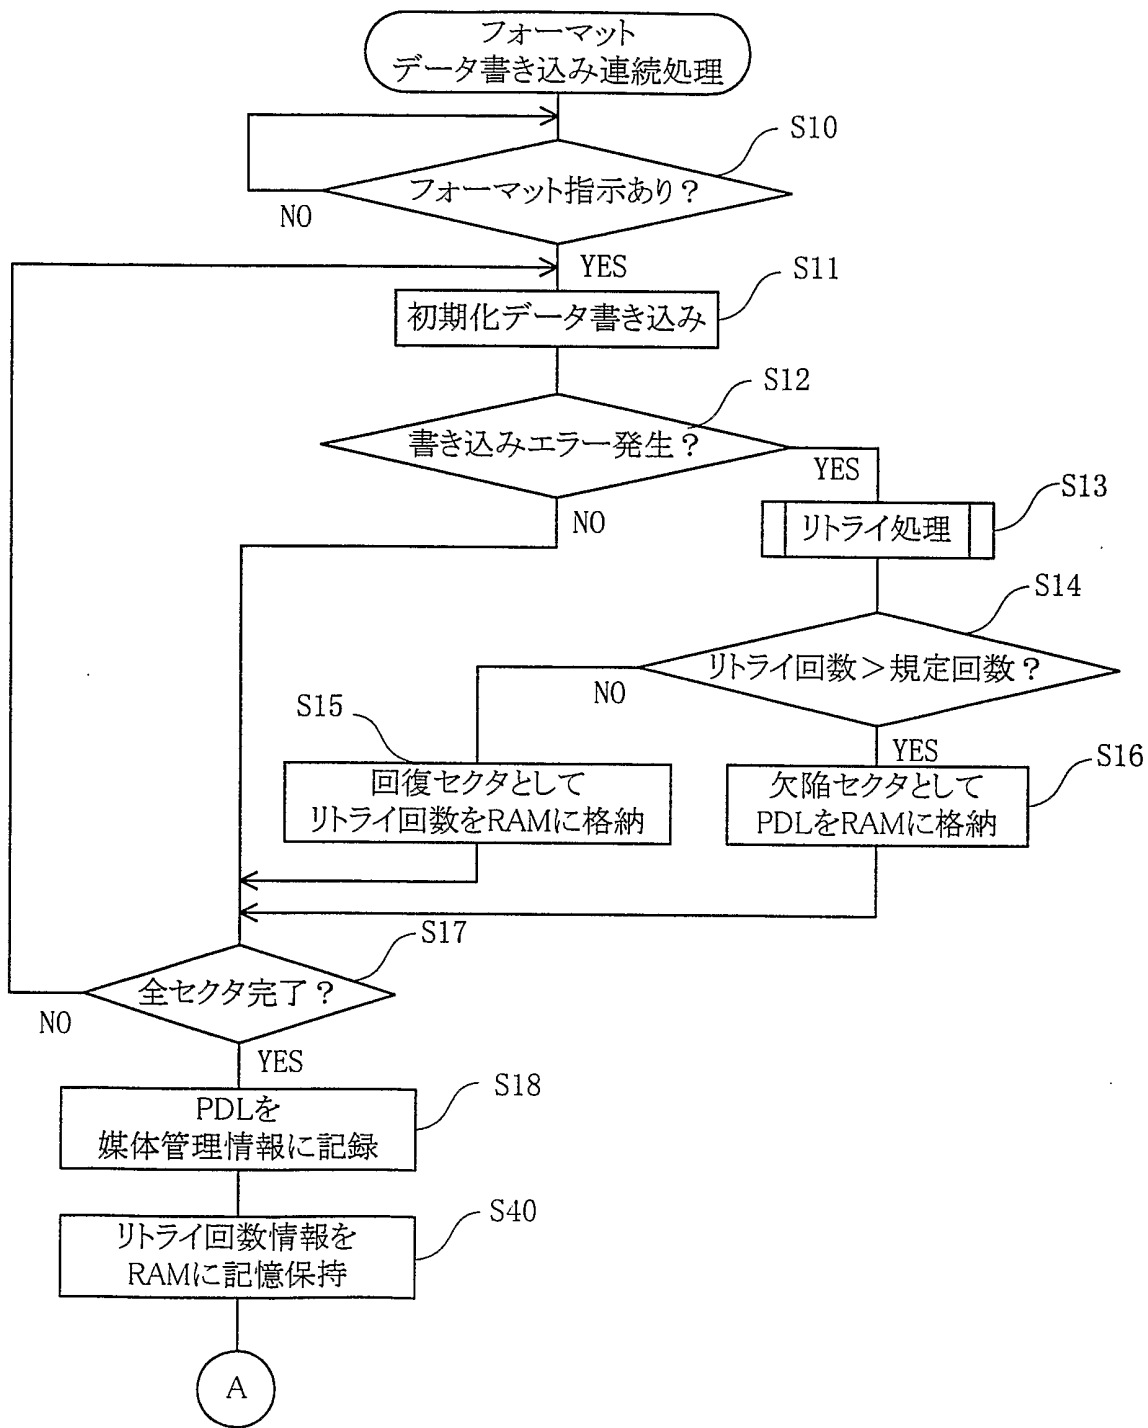 フォーマット
データ書き込み連続処理
S10
フォーマット指示あり?
NO
YES
S11
初期化データ書き込み
S12
書き込みエラー発生?
YES
NO
S13
リトライ処理
S14
リトライ回数>規定回数?
NO
YES
S15
回復セクタとして
リトライ回数をRAMに格納
S16
欠陥セクタとして
PDLをRAMに格納
S17
全セクタ完了?
NO
YES
S18
PDLを
媒体管理情報に記録
S40
リトライ回数情報を
RAMに記憶保持
A